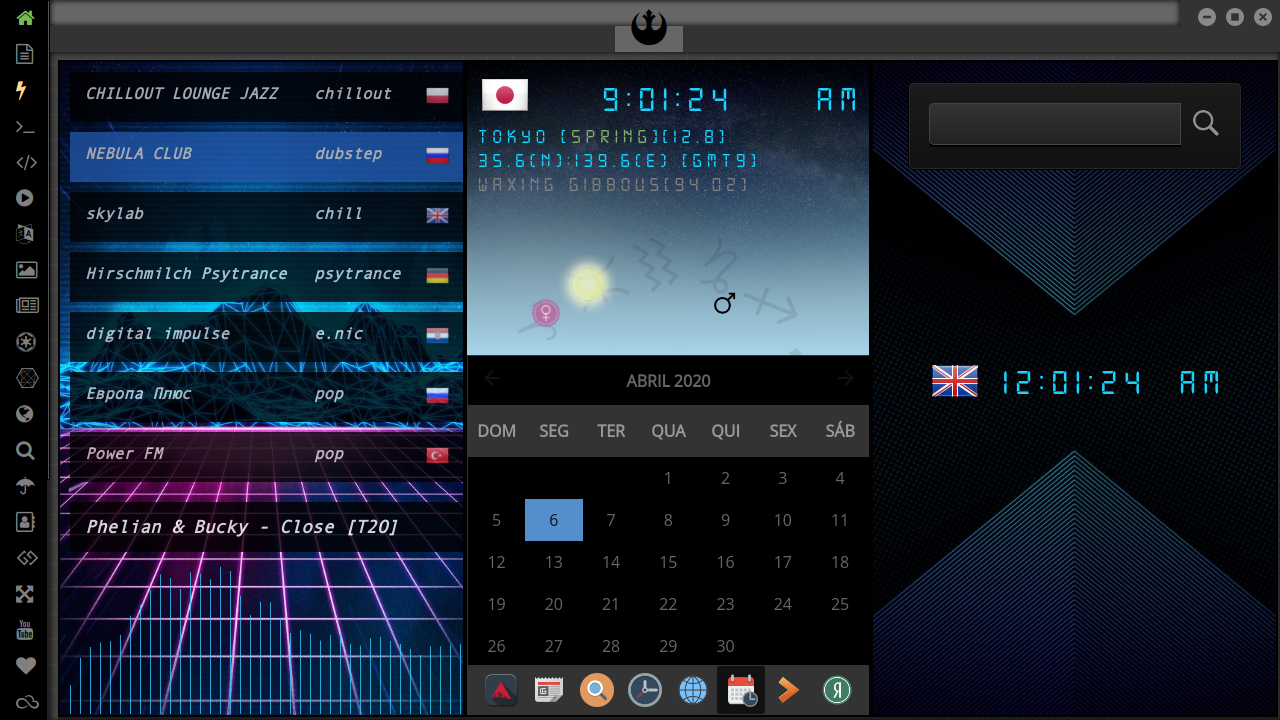 CHILLOUT LOUNGE JAZZ chillout
NEBULA CLUB dubstep
skylab chill
Hirschmilch Psytrance psytrance
digital impulse e.nic
Европа Плюс pop
Power FM pop
Phelian & Bucky - Close [T2O]
9:01:24 AM
TOKYO [SPRING][12.8]
35.6(N):139.6(E) [GMT9]
WAXING GIBBOUS[94.02]
ABRIL 2020
DOM SEG TER QUA QUI SEX SÁB
1 2 3 4
5 6 7 8 9 10 11
12 13 14 15 16 17 18
19 20 21 22 23 24 25
26 27 28 29 30
12:01:24 AM
You
Tube
Я